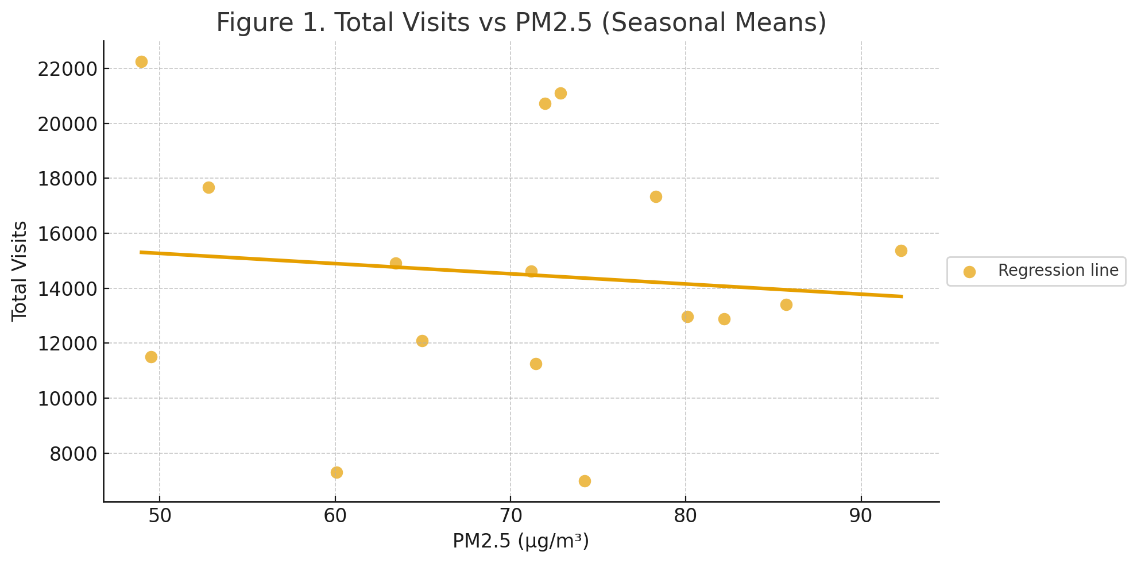 Figure 1. Total Visits vs PM2.5 (Seasonal Means)
Total Visits
22000
20000
18000
16000
14000
12000
10000
8000
50 60 70 80 90
PM2.5 (μg/m³)
Regression line